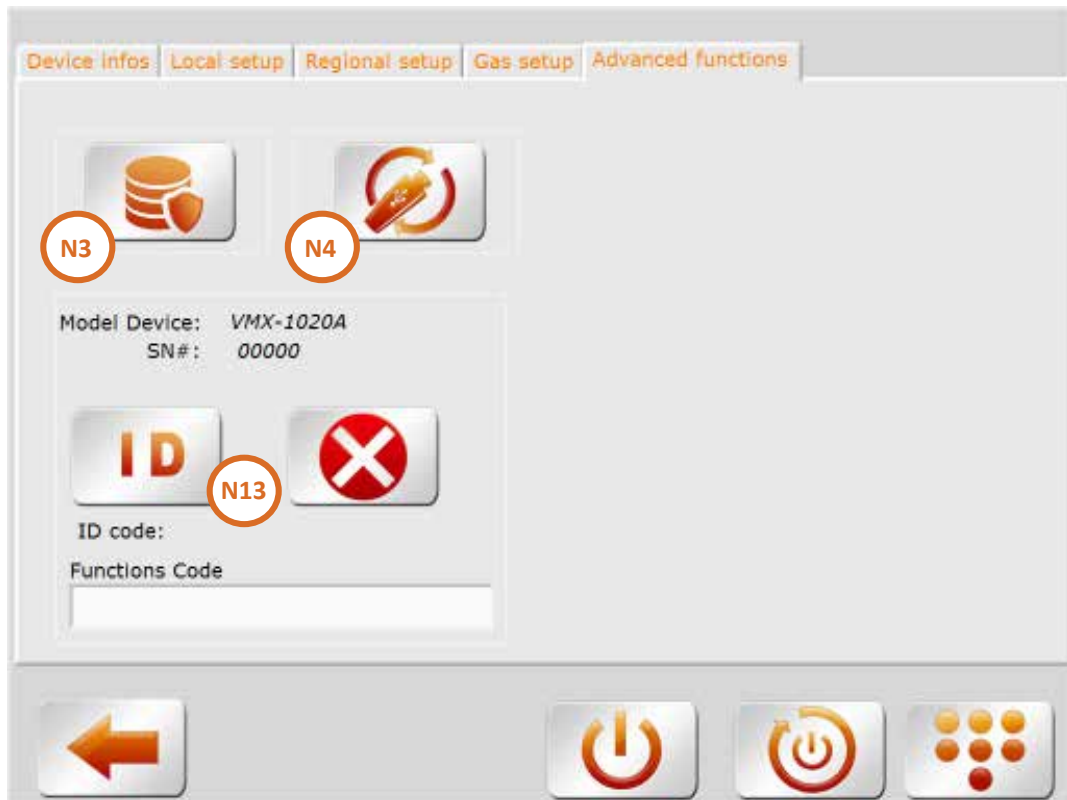 Device infos Local setup Regional setup Gas setup Advanced functions
N3 N4
Model Device: VMX-1020A
SN#: 00000
ID
N13
ID code:
Functions Code